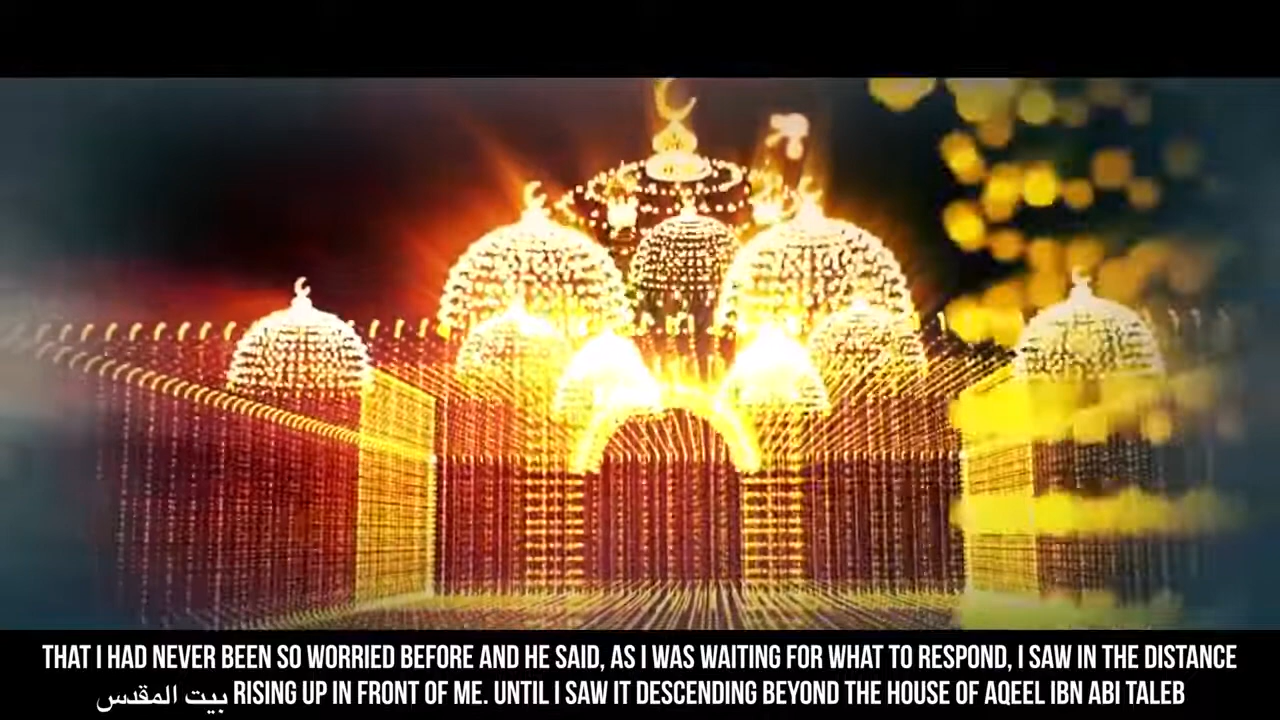 THAT I HAD NEVER BEEN SO WORRIED BEFORE AND HE SAID, AS I WAS WAITING FOR WHAT TO RESPOND, I SAW IN THE DISTANCE
بيت المقدس RISING UP IN FRONT OF ME. UNTIL I SAW IT DESCENDING BEYOND THE HOUSE OF AQEEL IBN ABI TALEB